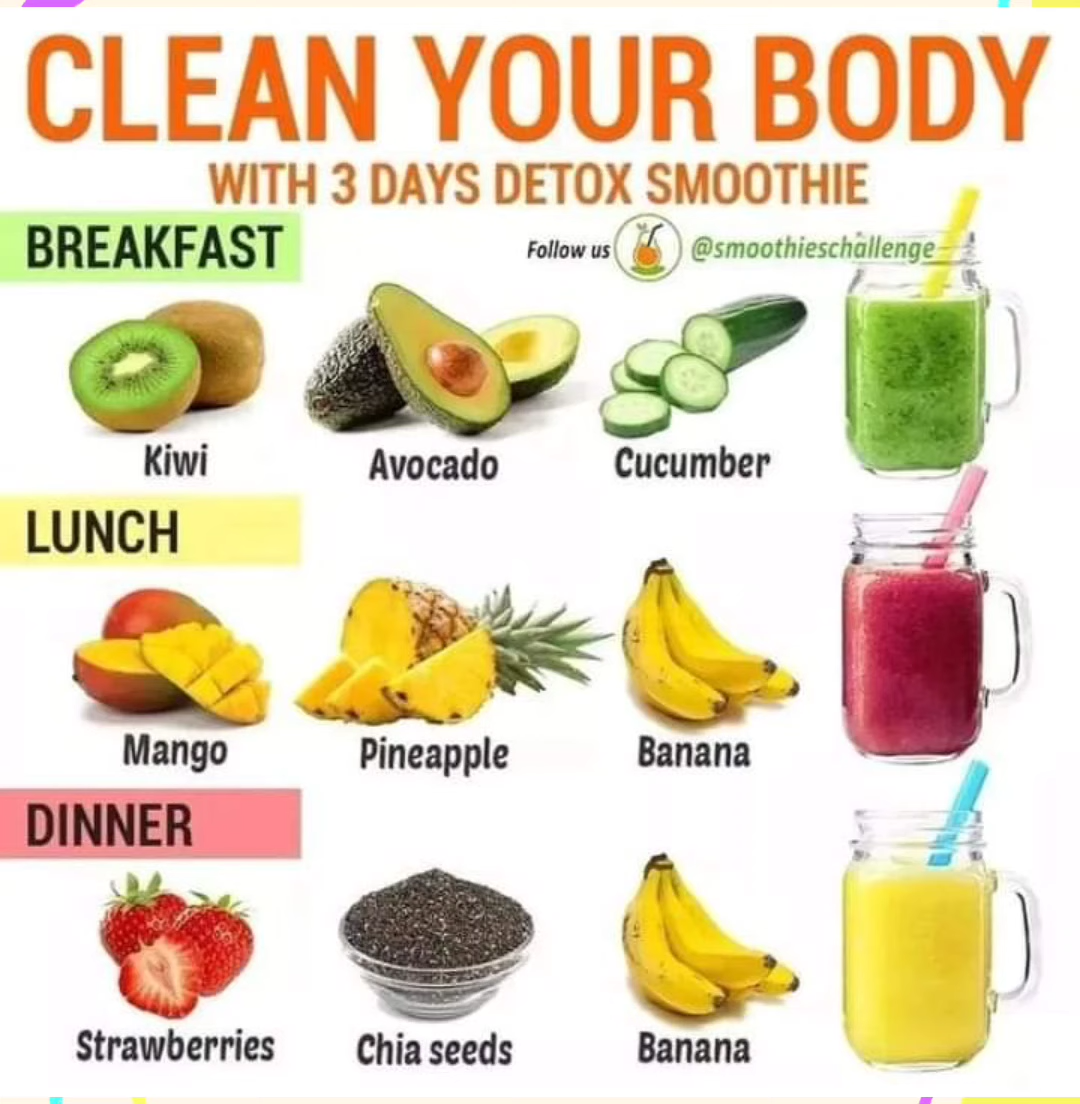 CLEAN YOUR BODY
WITH 3 DAYS DETOX SMOOTHIE
BREAKFAST
Follow us @smoothieschallenge
Kiwi Avocado Cucumber
LUNCH
Mango Pineapple Banana
DINNER
Strawberries Chia seeds Banana